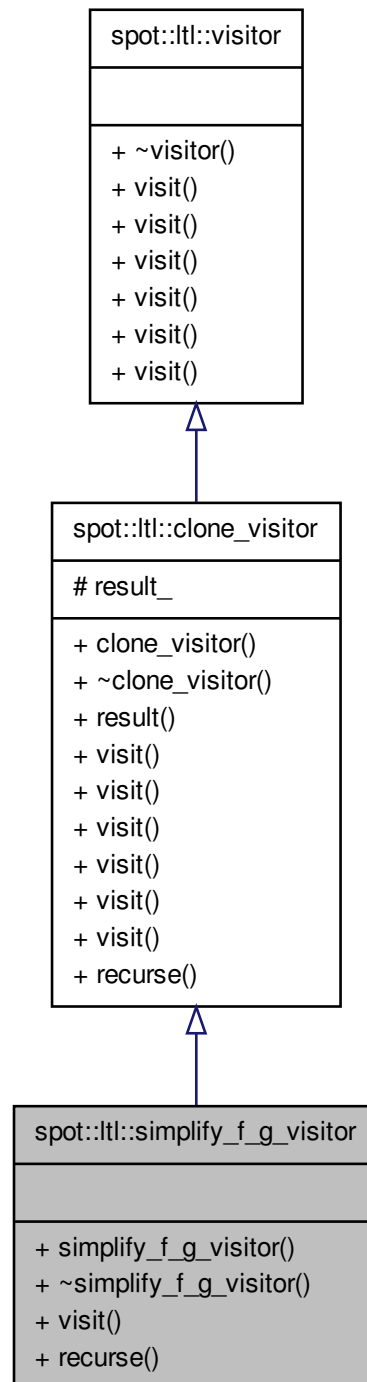 spot::ltl::visitor
+ ~visitor()
+ visit()
+ visit()
+ visit()
+ visit()
+ visit()
+ visit()
spot::ltl::clone_visitor
# result_
+ clone_visitor()
+ ~clone_visitor()
+ result()
+ visit()
+ visit()
+ visit()
+ visit()
+ visit()
+ visit()
+ recurse()
spot::ltl::simplify_f_g_visitor
+ simplify_f_g_visitor()
+ ~simplify_f_g_visitor()
+ visit()
+ recurse()